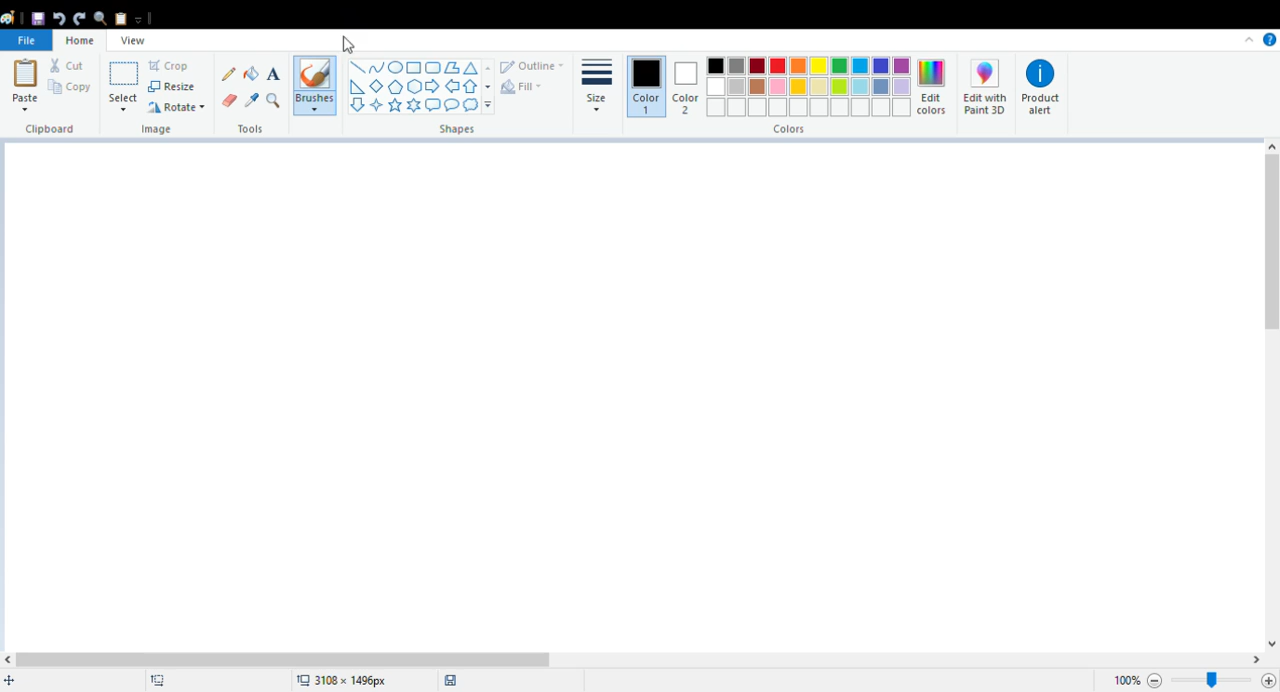 File Home View
Paste Cut Copy Clipboard
Select Crop Resize Rotate Image
Tools
Brushes
Shapes Outline Fill
Size
Color 1 Color 2 Edit colors Colors
Edit with Paint 3D
Product alert
3108 × 1496px 100%